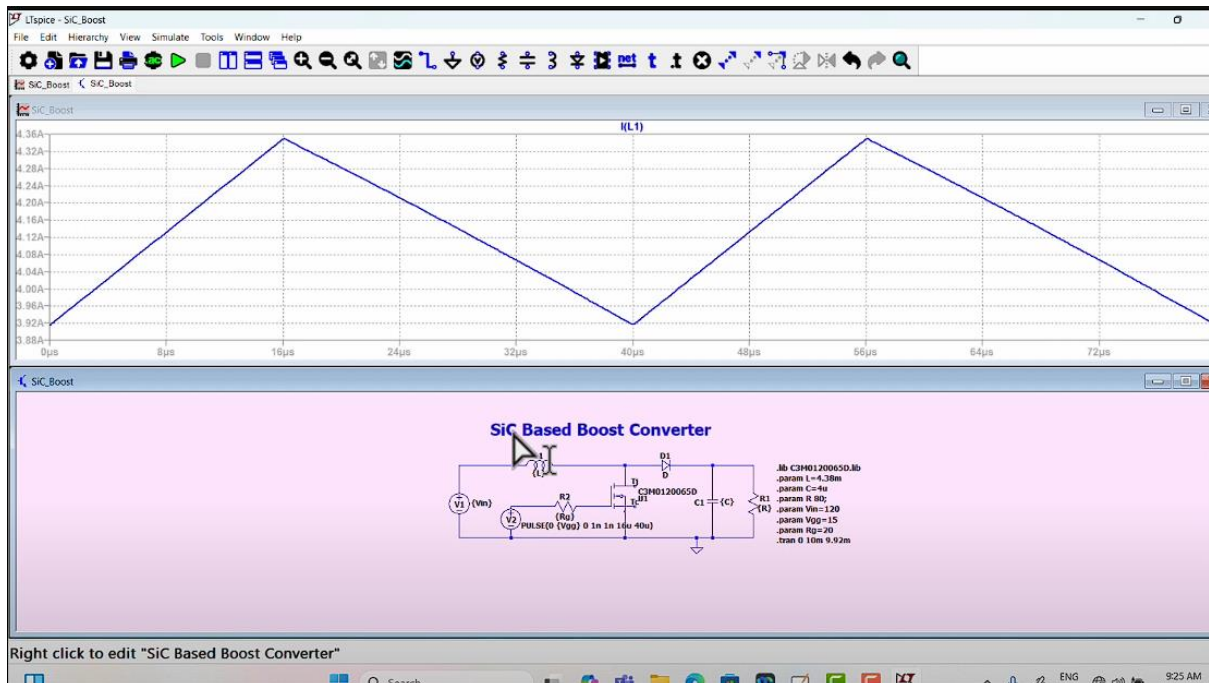 LTspice - SiC_Boost
File Edit Hierarchy View Simulate Tools Window Help
SiC_Boost SiC_Boost
SiC_Boost
I(L1)
4.36A
4.32A
4.28A
4.24A
4.20A
4.16A
4.12A
4.08A
4.04A
4.00A
3.96A
3.92A
3.88A
0µs 8µs 16µs 24µs 32µs 40µs 48µs 56µs 64µs 72µs
SiC_Boost
SiC Based Boost Converter
{L}
D1
D
V1 {Vin}
R2
{Rg}
V2
PULSE(0 {Vgg} 0 1n 1n 16u 40u)
Tj
C3M0120065D
U1
C1 {C}
R1
{R}
.lib C3M0120065D.lib
.param L=4.38m
.param C=4u
.param R 80;
.param Vin=120
.param Vgg=15
.param Rg=20
.tran 0 10m 9.92m
Right click to edit "SiC Based Boost Converter"
Search
ENG
9:25 AM